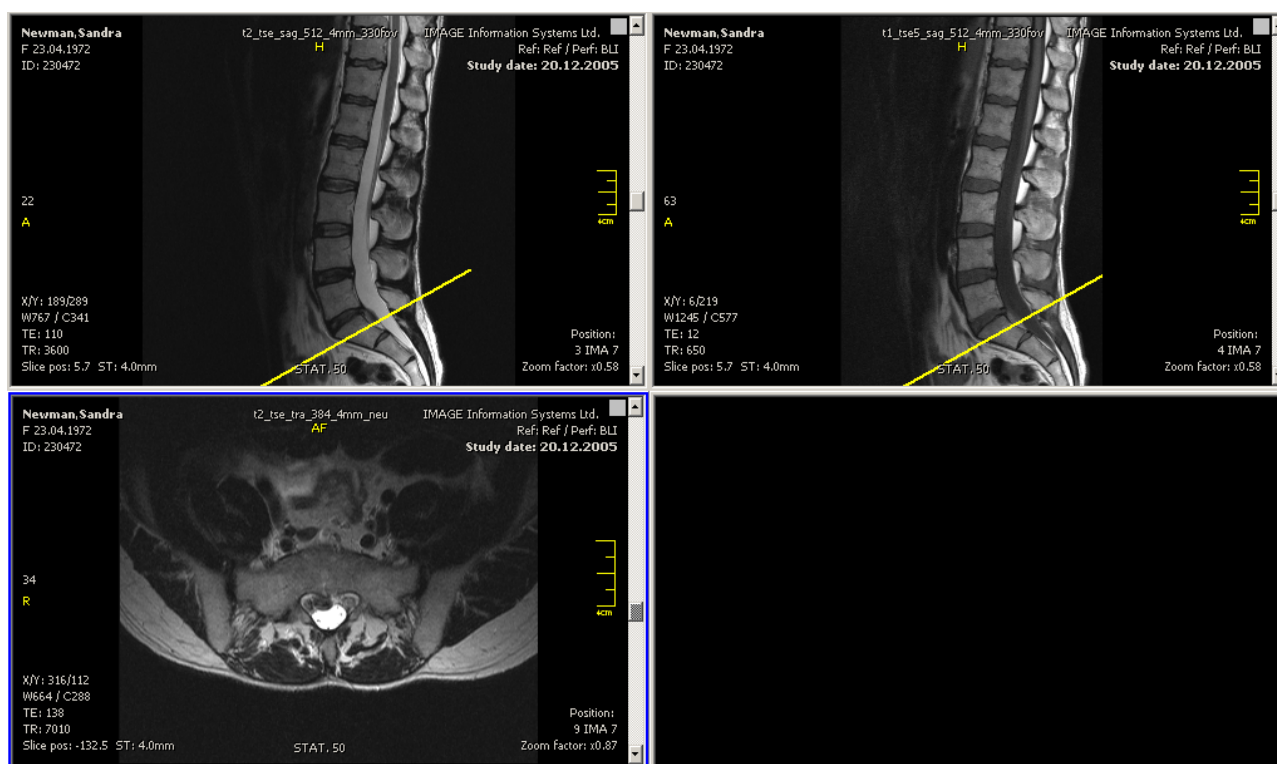 Newman,Sandra
F 23.04.1972
ID: 230472
t2_tse_sag_512_4mm_330fov
H
IMAGE Information Systems Ltd.
Ref: Ref / Perf: BLI
Study date: 20.12.2005
22
A
4cm
X/Y: 189/289
W767 / C341
TE: 110
TR: 3600
Slice pos: 5.7 ST: 4.0mm
STAT. 50
Position:
3 IMA 7
Zoom factor: x0.58
Newman,Sandra
F 23.04.1972
ID: 230472
t1_tse5_sag_512_4mm_330fov
H
IMAGE Information Systems Ltd.
Ref: Ref / Perf: BLI
Study date: 20.12.2005
63
A
4cm
X/Y: 6/219
W1245 / C577
TE: 12
TR: 650
Slice pos: 5.7 ST: 4.0mm
STAT. 50
Position:
4 IMA 7
Zoom factor: x0.58
Newman,Sandra
F 23.04.1972
ID: 230472
t2_tse_tra_384_4mm_neu
AF
IMAGE Information Systems Ltd.
Ref: Ref / Perf: BLI
Study date: 20.12.2005
34
R
4cm
X/Y: 316/112
W664 / C288
TE: 138
TR: 7010
Slice pos: -132.5 ST: 4.0mm
STAT. 50
Position:
9 IMA 7
Zoom factor: x0.87